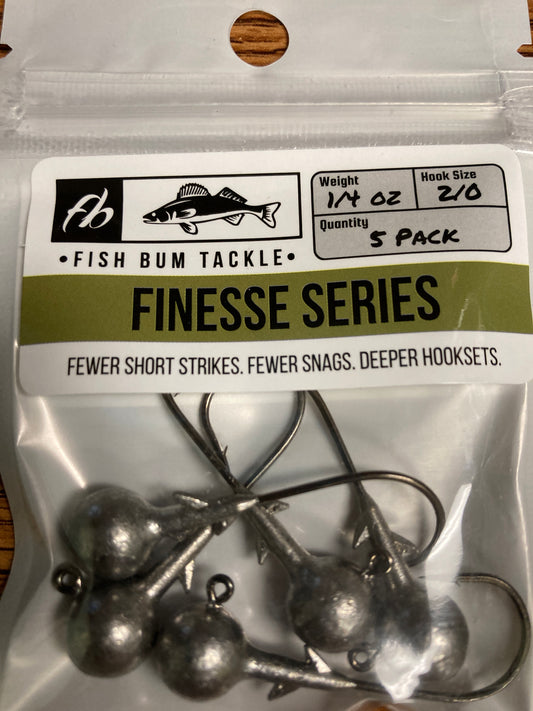 fb
• FISH BUM TACKLE •
Weight
1/4 OZ
Hook Size
2/0
Quantity
5 PACK
FINESSE SERIES
FEWER SHORT STRIKES. FEWER SNAGS. DEEPER HOOKSETS.